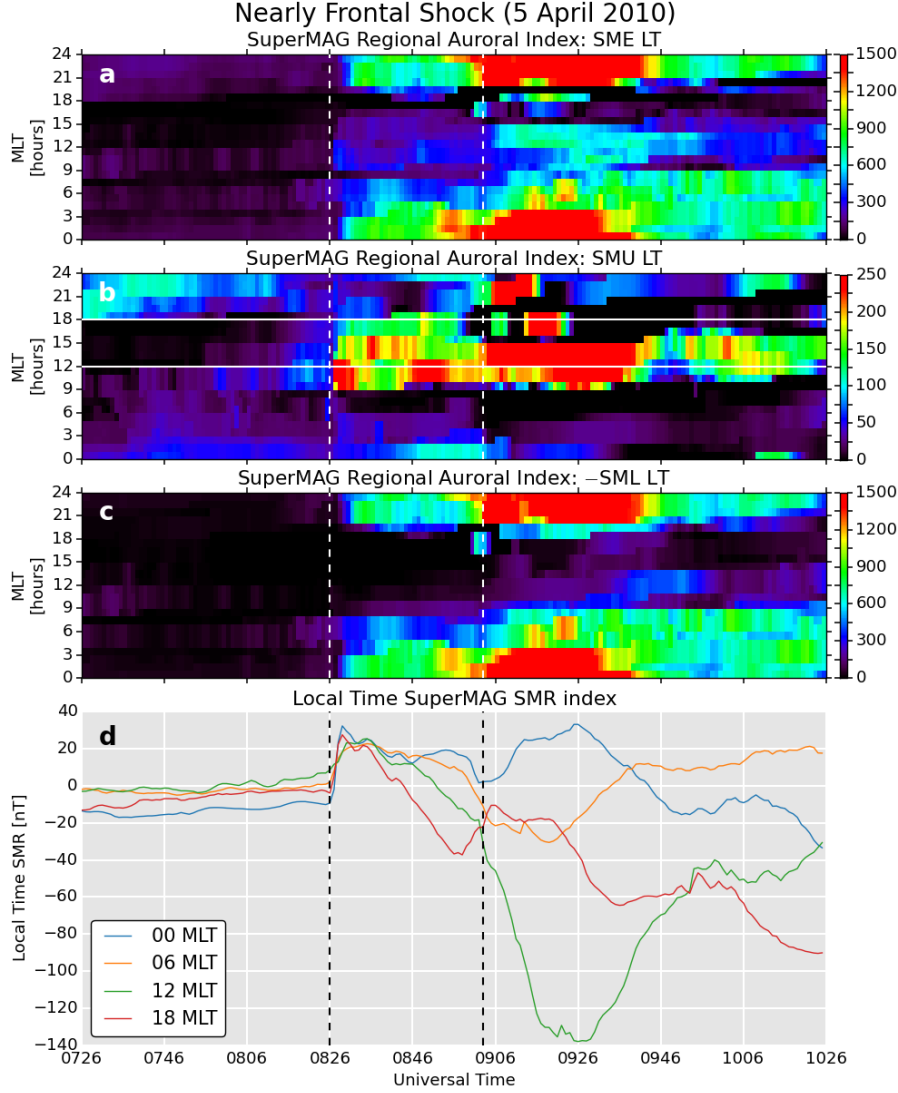 Nearly Frontal Shock (5 April 2010)
SuperMAG Regional Auroral Index: SME LT
a
24
21
18
15
12
9
6
3
0
MLT
[hours]
1500
1200
900
600
300
0
SuperMAG Regional Auroral Index: SMU LT
b
24
21
18
15
12
9
6
3
0
MLT
[hours]
250
200
150
100
50
0
SuperMAG Regional Auroral Index: −SML LT
c
24
21
18
15
12
9
6
3
0
MLT
[hours]
1500
1200
900
600
300
0
Local Time SuperMAG SMR index
d
40
20
0
−20
−40
−60
−80
−100
−120
−140
Local Time SMR [nT]
00 MLT
06 MLT
12 MLT
18 MLT
0726 0746 0806 0826 0846 0906 0926 0946 1006 1026
Universal Time